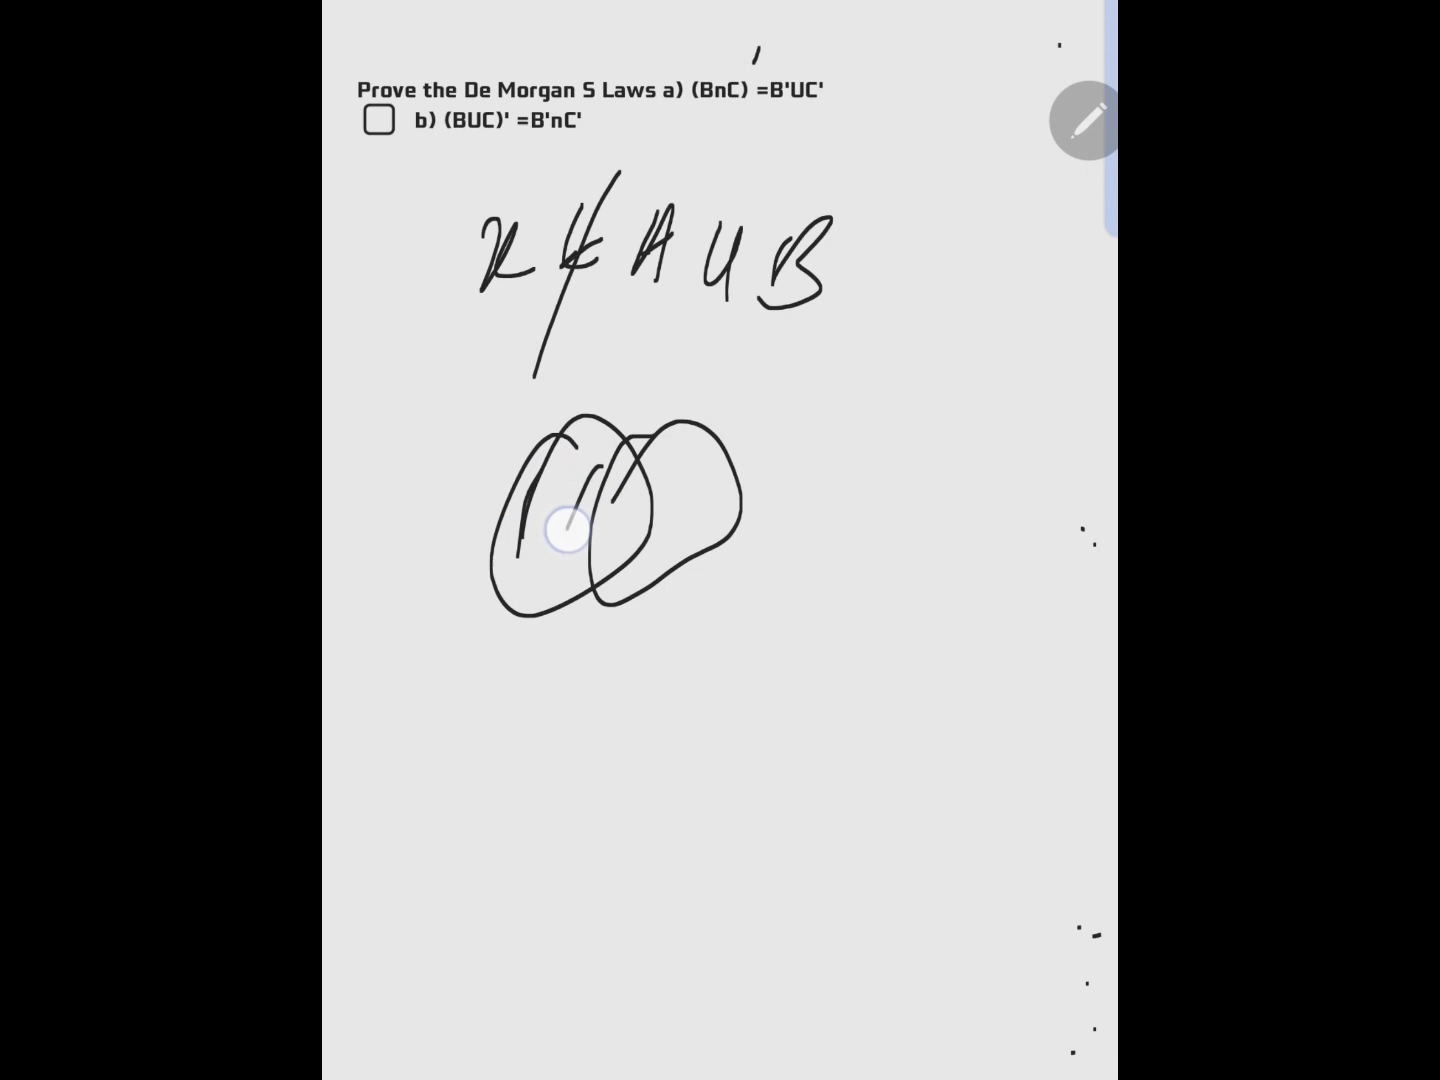 Prove the De Morgan S Laws a) (BnC) =B'UC'
b) (BUC)' =B'nC'
x ∉ A U B